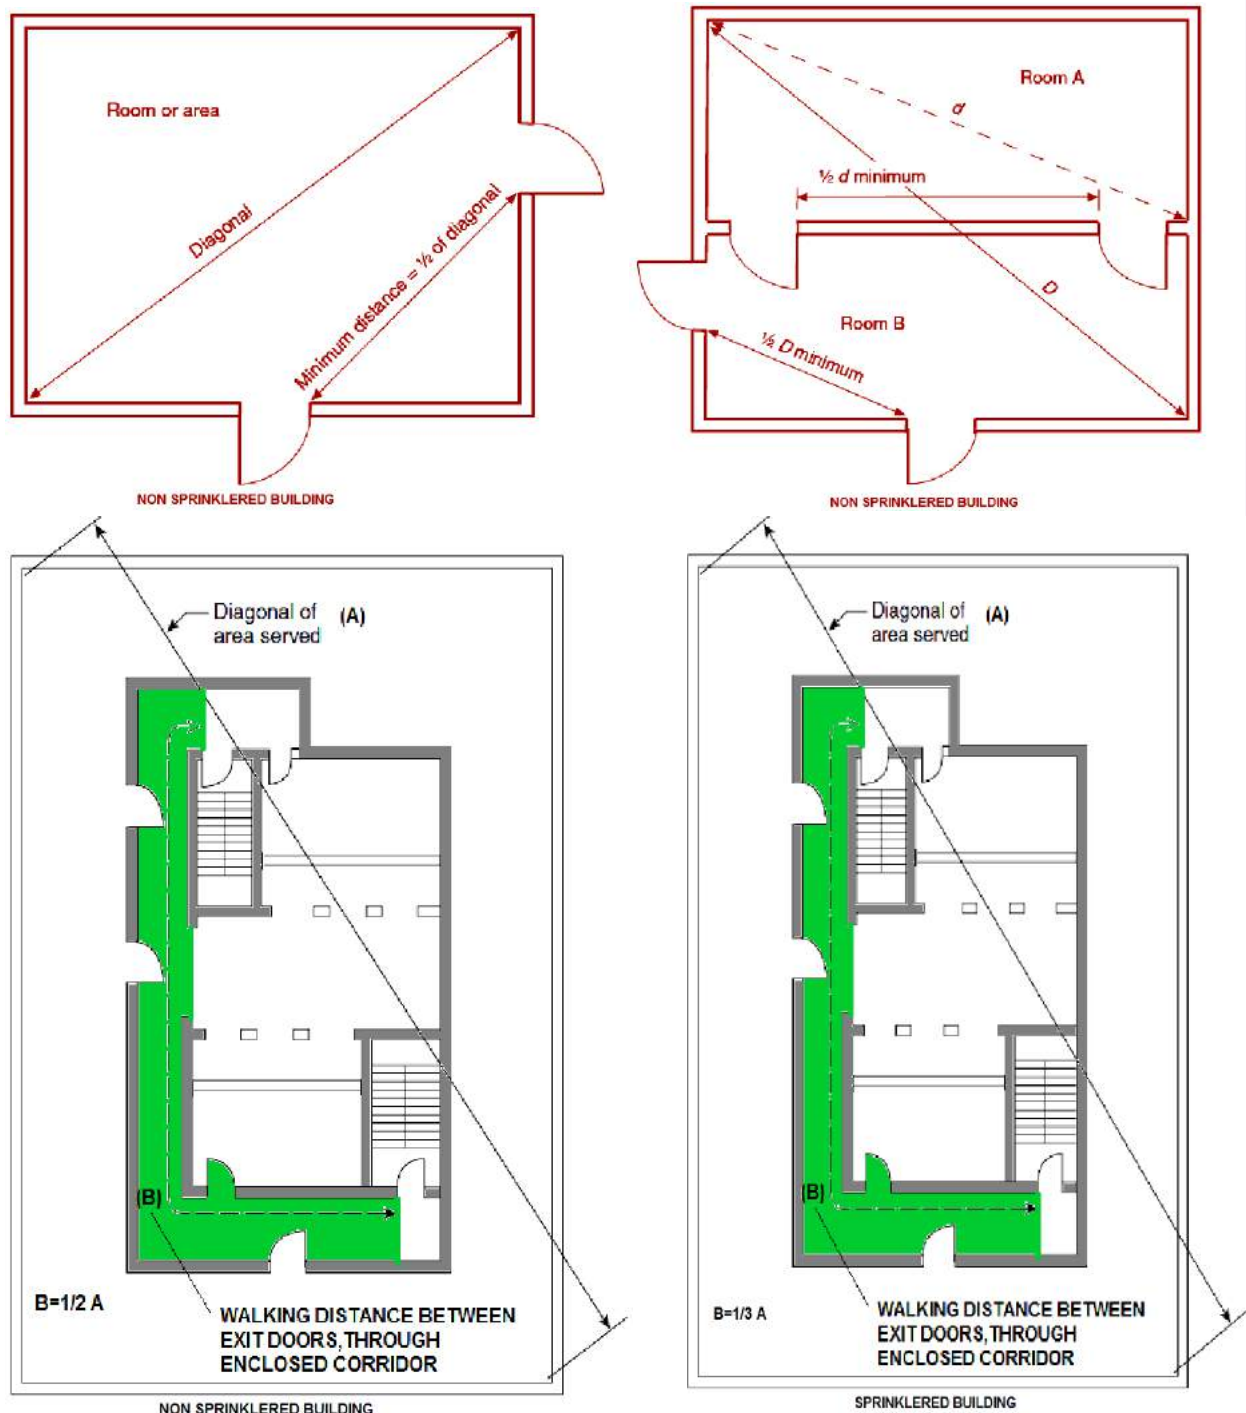 Room or area
Diagonal
Minimum distance = ½ of diagonal
NON SPRINKLERED BUILDING
Room A
d
½ d minimum
D
Room B
½ D minimum
NON SPRINKLERED BUILDING
Diagonal of (A)
area served
(B)
B=1/2 A
WALKING DISTANCE BETWEEN
EXIT DOORS,THROUGH
ENCLOSED CORRIDOR
NON SPRINKLERED BUILDING
Diagonal of (A)
area served
(B)
B=1/3 A
WALKING DISTANCE BETWEEN
EXIT DOORS,THROUGH
ENCLOSED CORRIDOR
SPRINKLERED BUILDING